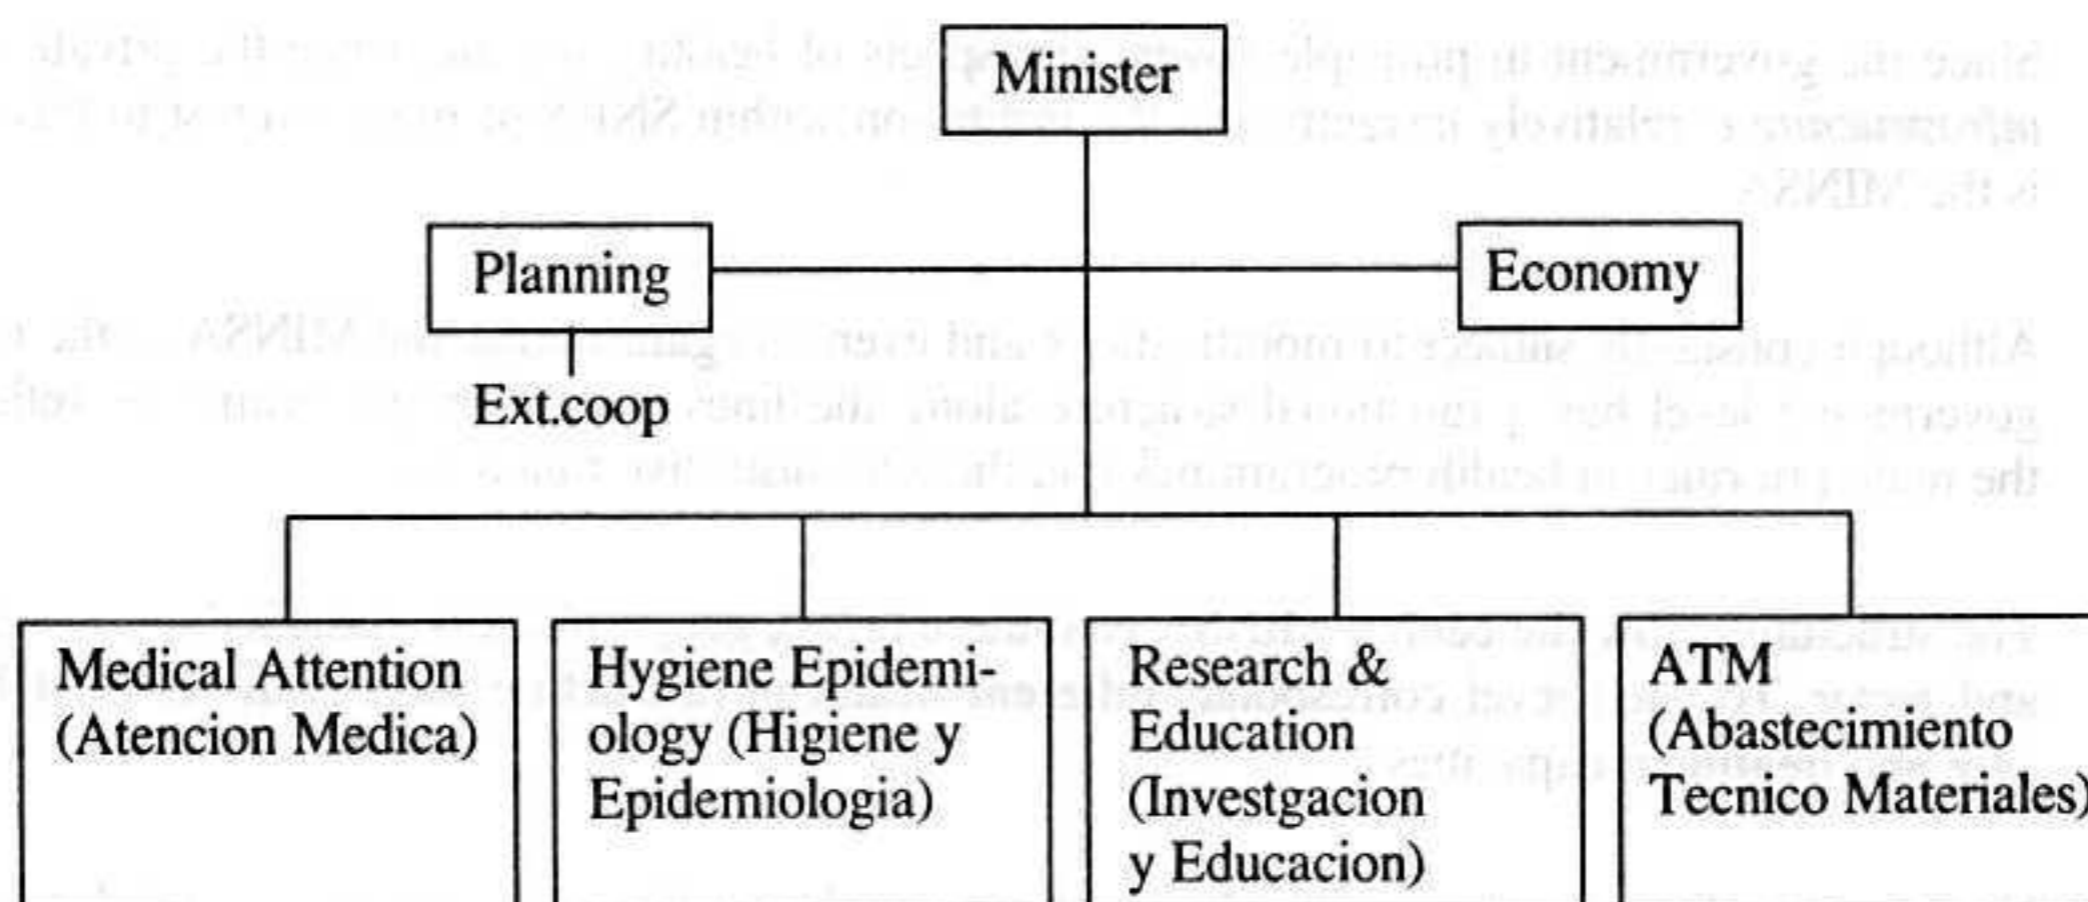 Minister
Planning
Economy
Ext.coop
Medical Attention
(Atencion Medica)
Hygiene Epidemi-
ology (Higiene y
Epidemiologia)
Research &
Education
(Investgacion
y Educacion)
ATM
(Abastecimiento
Tecnico Materiales)